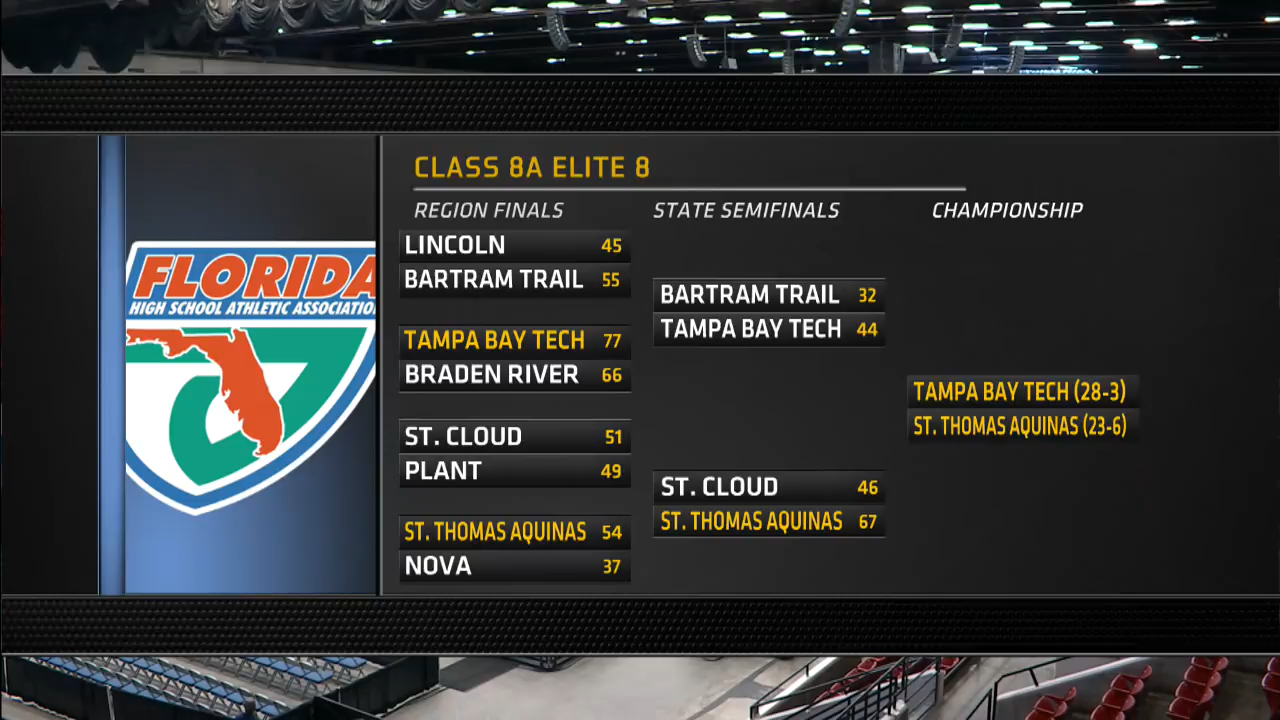 CLASS 8A ELITE 8
REGION FINALS
STATE SEMIFINALS
CHAMPIONSHIP
LINCOLN 45
BARTRAM TRAIL 55
TAMPA BAY TECH 77
BRADEN RIVER 66
ST. CLOUD 51
PLANT 49
ST. THOMAS AQUINAS 54
NOVA 37
BARTRAM TRAIL 32
TAMPA BAY TECH 44
ST. CLOUD 46
ST. THOMAS AQUINAS 67
TAMPA BAY TECH (28-3)
ST. THOMAS AQUINAS (23-6)
FLORIDA
HIGH SCHOOL ATHLETIC ASSOCIATIO